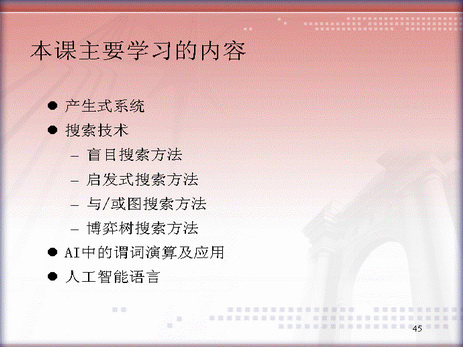 本课主要学习的内容
● 产生式系统
● 搜索技术
– 盲目搜索方法
– 启发式搜索方法
– 与/或图搜索方法
– 博弈树搜索方法
● AI中的谓词演算及应用
● 人工智能语言
45